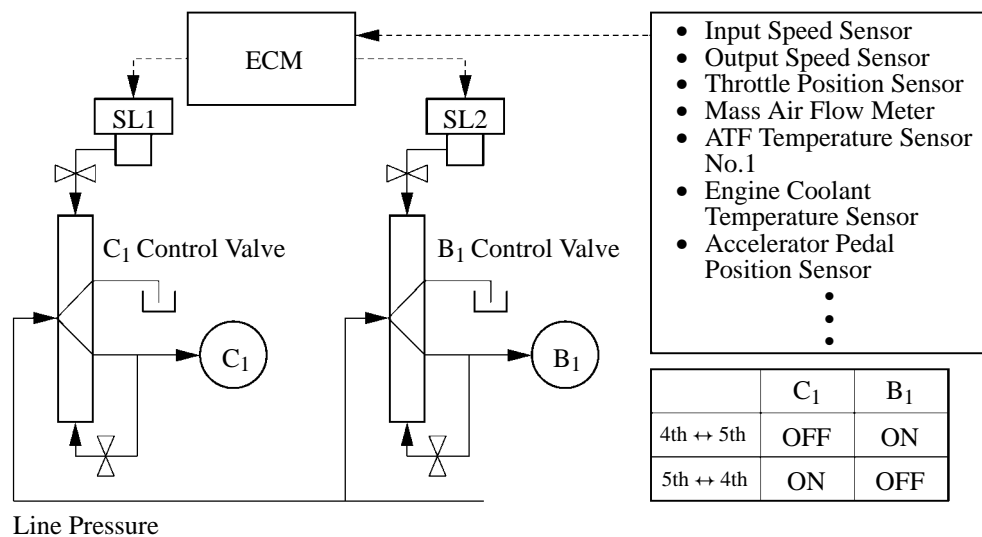 ECM
SL1
SL2
• Input Speed Sensor
• Output Speed Sensor
• Throttle Position Sensor
• Mass Air Flow Meter
• ATF Temperature Sensor
No.1
• Engine Coolant
Temperature Sensor
• Accelerator Pedal
Position Sensor
•
•
•
C1 Control Valve
B1 Control Valve
C1
B1
C1 B1
4th ↔ 5th OFF ON
5th ↔ 4th ON OFF
Line Pressure